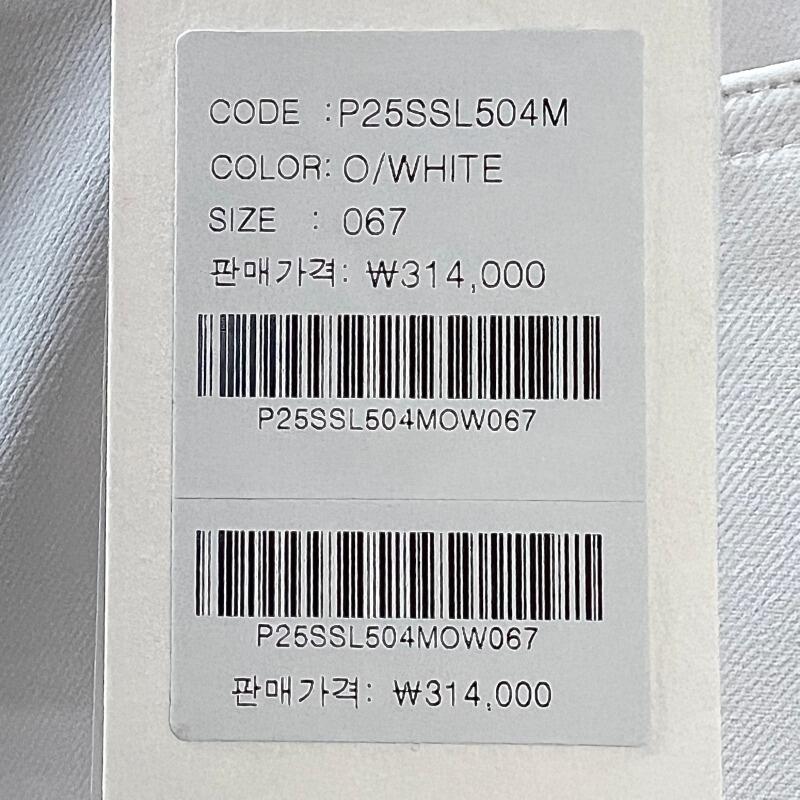 CODE :P25SSL504M
COLOR: O/WHITE
SIZE : 067
판매가격: ₩314,000
P25SSL504MOW067
P25SSL504MOW067
판매가격: ₩314,000